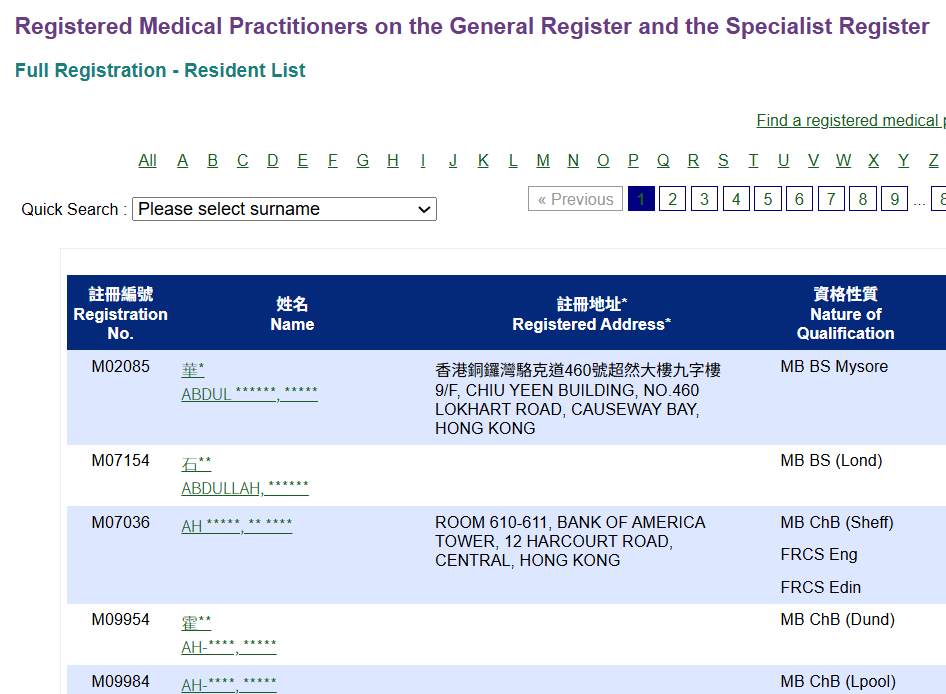 Registered Medical Practitioners on the General Register and the Specialist Register
Full Registration - Resident List
Find a registered medical
All A B C D E F G H I J K L M N O P Q R S T U V W X Y Z
Quick Search : Please select surname
« Previous 1 2 3 4 5 6 7 8 9 ...
註冊編號
Registration
No.
姓名
Name
註冊地址*
Registered Address*
資格性質
Nature of
Qualification
M02085
華*
ABDUL ******, *****
香港銅鑼灣駱克道460號超然大樓九字樓
9/F, CHIU YEEN BUILDING, NO.460
LOKHART ROAD, CAUSEWAY BAY,
HONG KONG
MB BS Mysore
M07154
石**
ABDULLAH, ******
MB BS (Lond)
M07036
AH *****, ** ****
ROOM 610-611, BANK OF AMERICA
TOWER, 12 HARCOURT ROAD,
CENTRAL, HONG KONG
MB ChB (Sheff)
FRCS Eng
FRCS Edin
M09954
霍**
AH-****, *****
MB ChB (Dund)
M09984
AH-****, *****
MB ChB (Lpool)